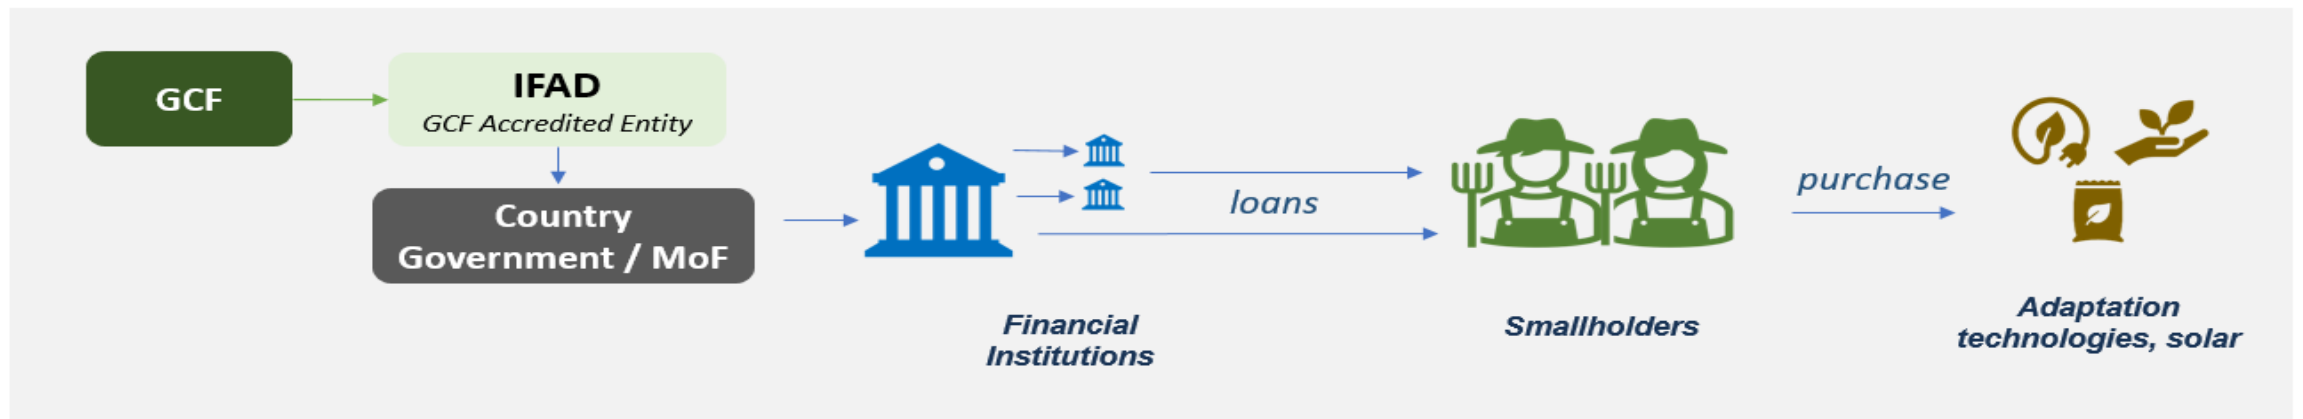 GCF
IFAD
GCF Accredited Entity
Country
Government / MoF
loans
purchase
Financial
Institutions
Smallholders
Adaptation
technologies, solar